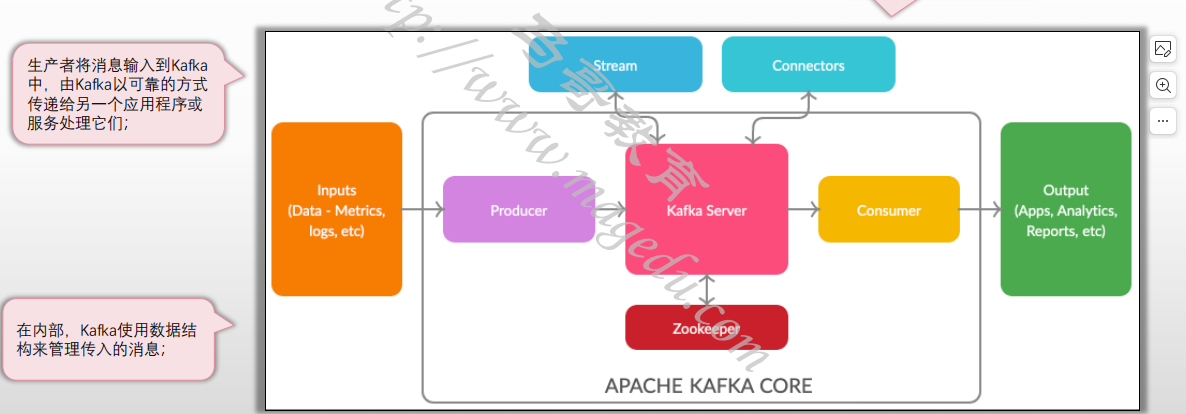 生产者将消息输入到Kafka
中，由Kafka以可靠的方式
传递给另一个应用程序或
服务处理它们；
在内部，Kafka使用数据结
构来管理传入的消息；
Stream
Connectors
Inputs
(Data - Metrics,
logs, etc)
Producer
Kafka Server
Consumer
Output
(Apps, Analytics,
Reports, etc)
Zookeeper
APACHE KAFKA CORE
马哥教育
tp://www.magedu.com